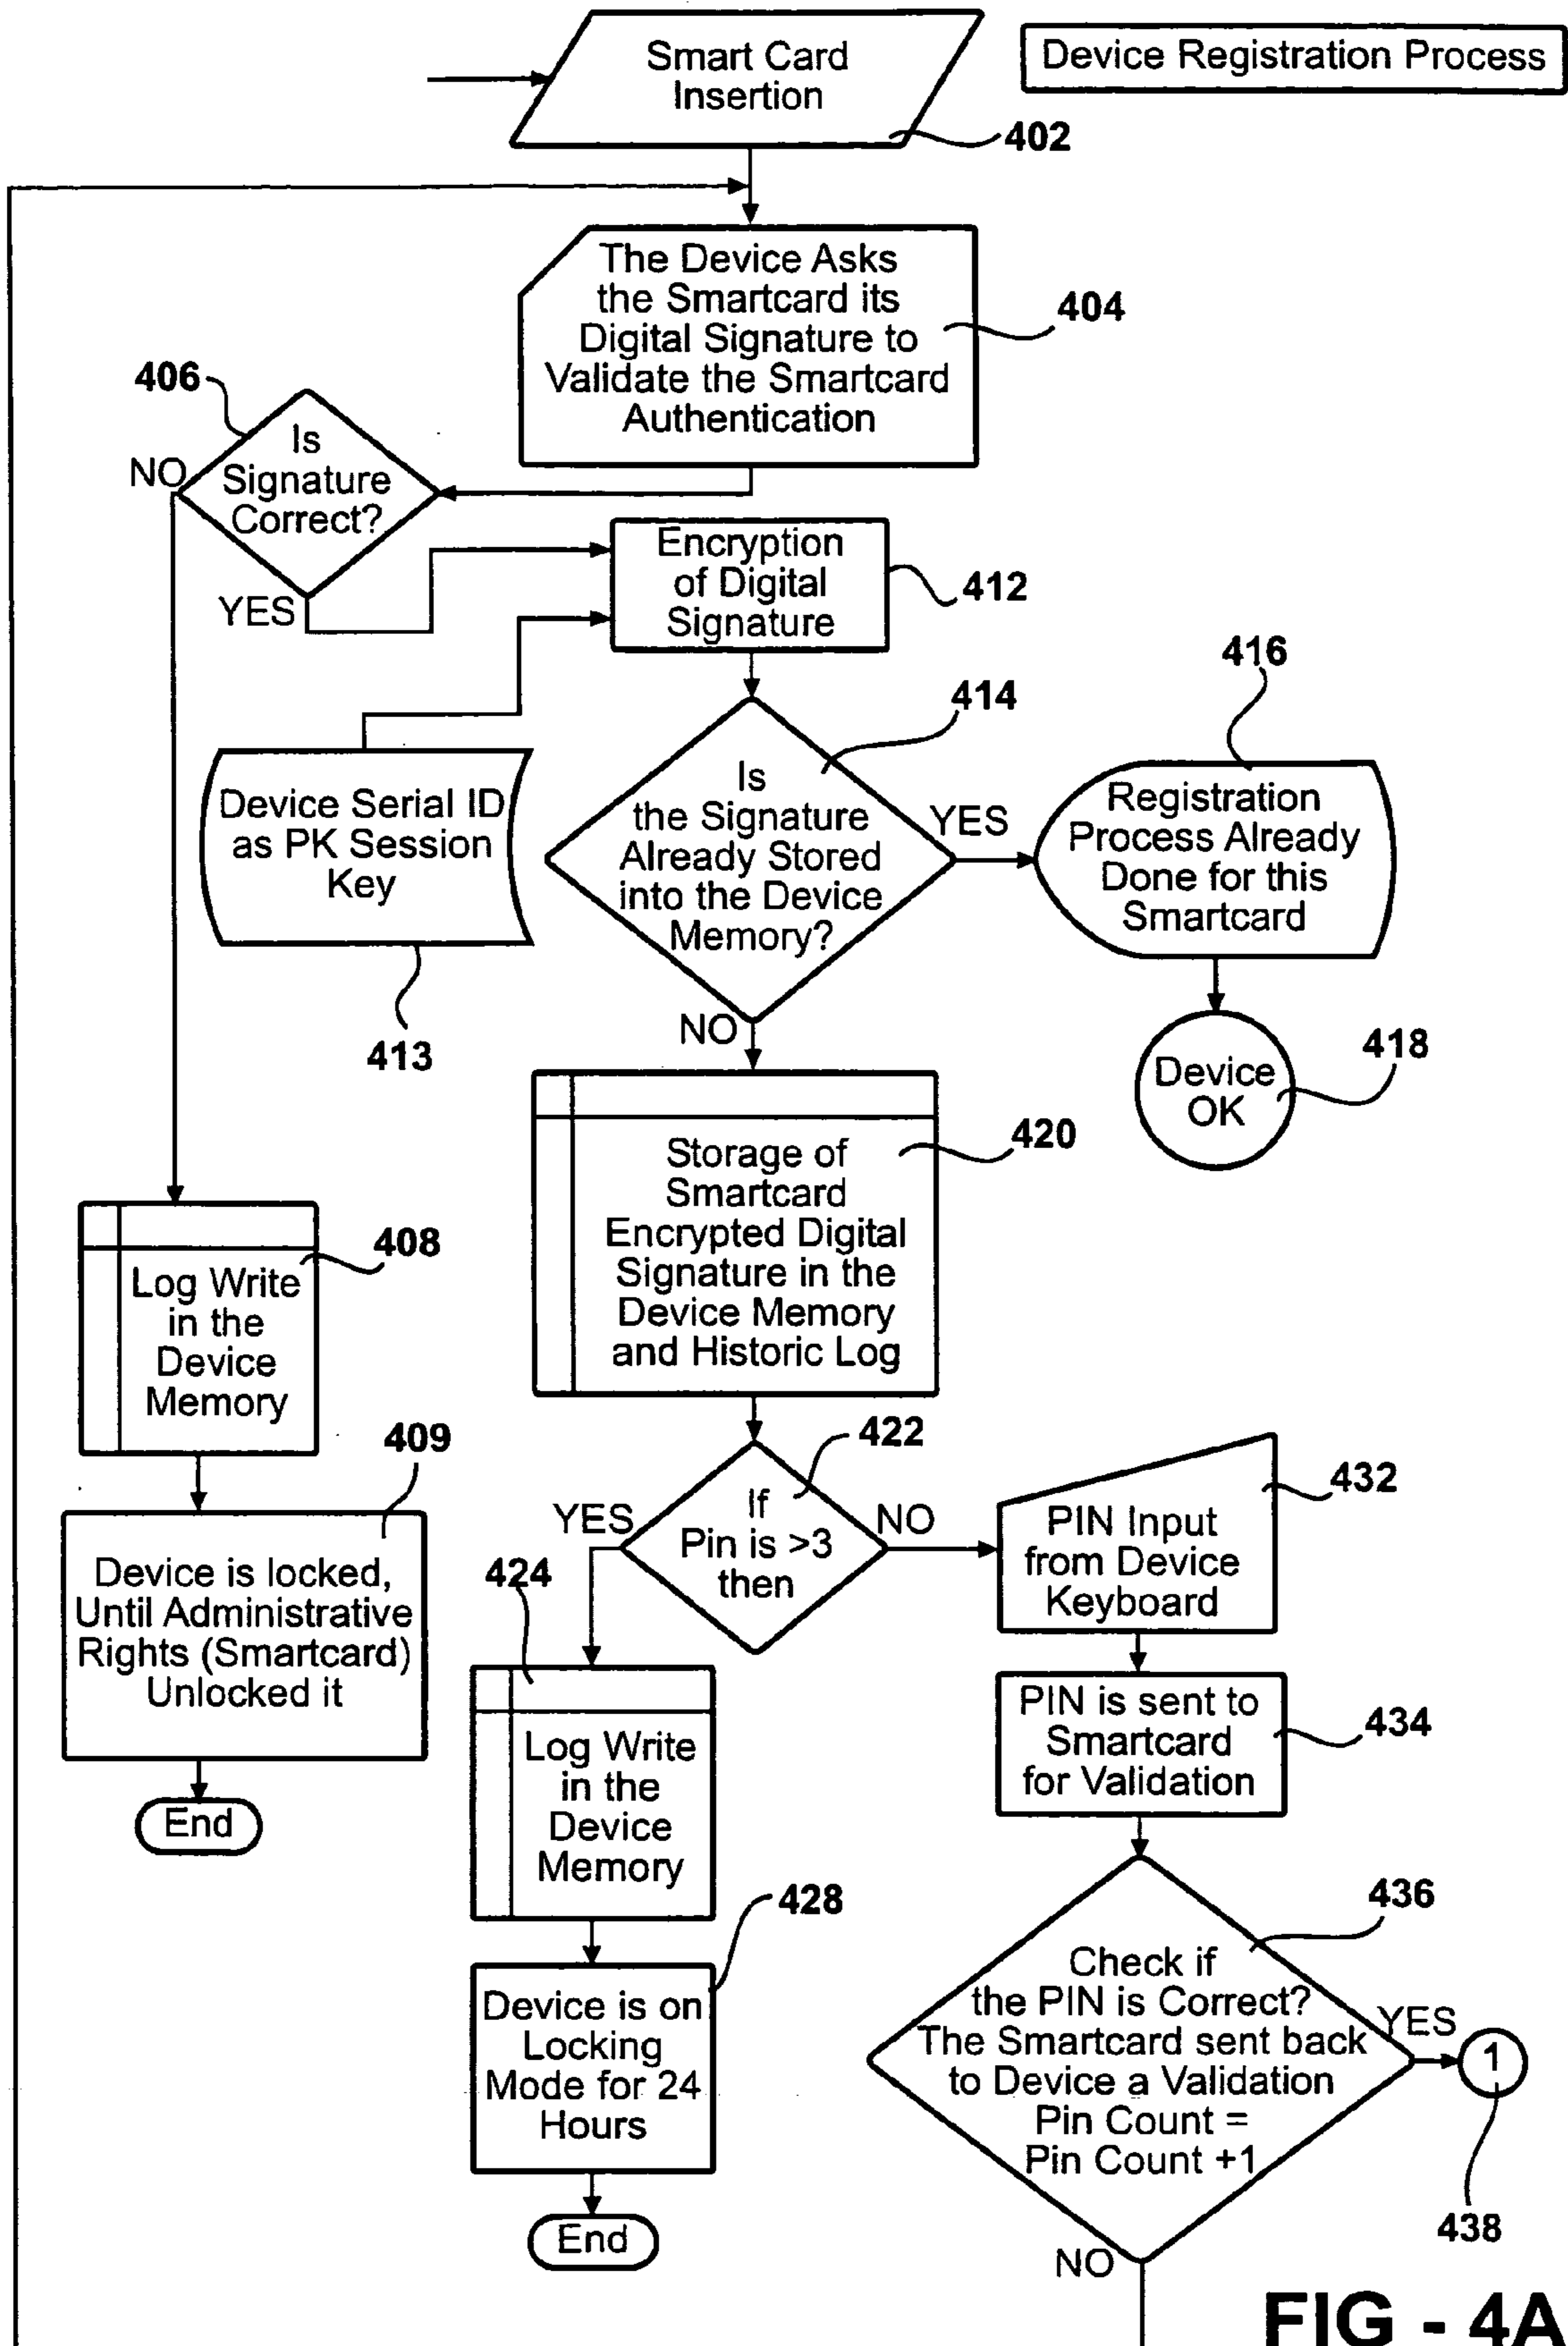 Smart Card
Insertion
Device Registration Process
402
The Device Asks
the Smartcard its
Digital Signature to
Validate the Smartcard
Authentication
404
406
Is
Signature
Correct?
NO
YES
Encryption
of Digital
Signature
412
414
416
Device Serial ID
as PK Session
Key
413
Is
the Signature
Already Stored
into the Device
Memory?
YES
NO
Registration
Process Already
Done for this
Smartcard
Device
OK
418
Storage of
Smartcard
Encrypted Digital
Signature in the
Device Memory
and Historic Log
420
Log Write
in the
Device
Memory
408
409
Device is locked,
Until Administrative
Rights (Smartcard)
Unlocked it
End
422
If
Pin is >3
then
YES
NO
424
Log Write
in the
Device
Memory
428
Device is on
Locking
Mode for 24
Hours
End
432
PIN Input
from Device
Keyboard
PIN is sent to
Smartcard
for Validation
434
436
Check if
the PIN is Correct?
The Smartcard sent back
to Device a Validation
Pin Count =
Pin Count +1
YES
1
438
NO
FIG - 4A